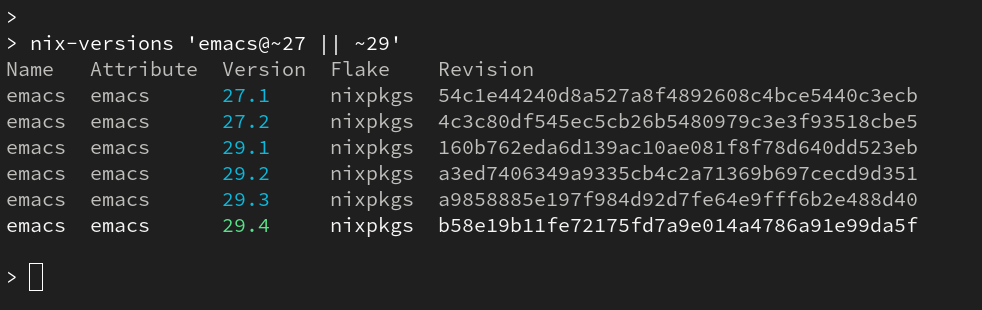 >
> nix-versions 'emacs@~27 || ~29'
Name Attribute Version Flake Revision
emacs emacs 27.1 nixpkgs 54c1e44240d8a527a8f4892608c4bce5440c3ecb
emacs emacs 27.2 nixpkgs 4c3c80df545ec5cb26b5480979c3e3f93518cbe5
emacs emacs 29.1 nixpkgs 160b762eda6d139ac10ae081f8f78d640dd523eb
emacs emacs 29.2 nixpkgs a3ed7406349a9335cb4c2a71369b697cecd9d351
emacs emacs 29.3 nixpkgs a9858885e197f984d92d7fe64e9fff6b2e488d40
emacs emacs 29.4 nixpkgs b58e19b11fe72175fd7a9e014a4786a91e99da5f
>